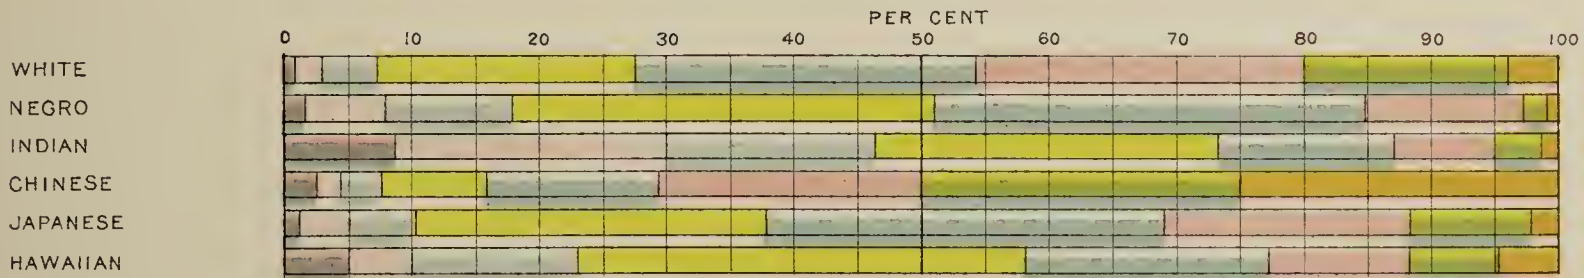 PER CENT
0 10 20 30 40 50 60 70 80 90 100
WHITE
NEGRO
INDIAN
CHINESE
JAPANESE
HAWAIIAN